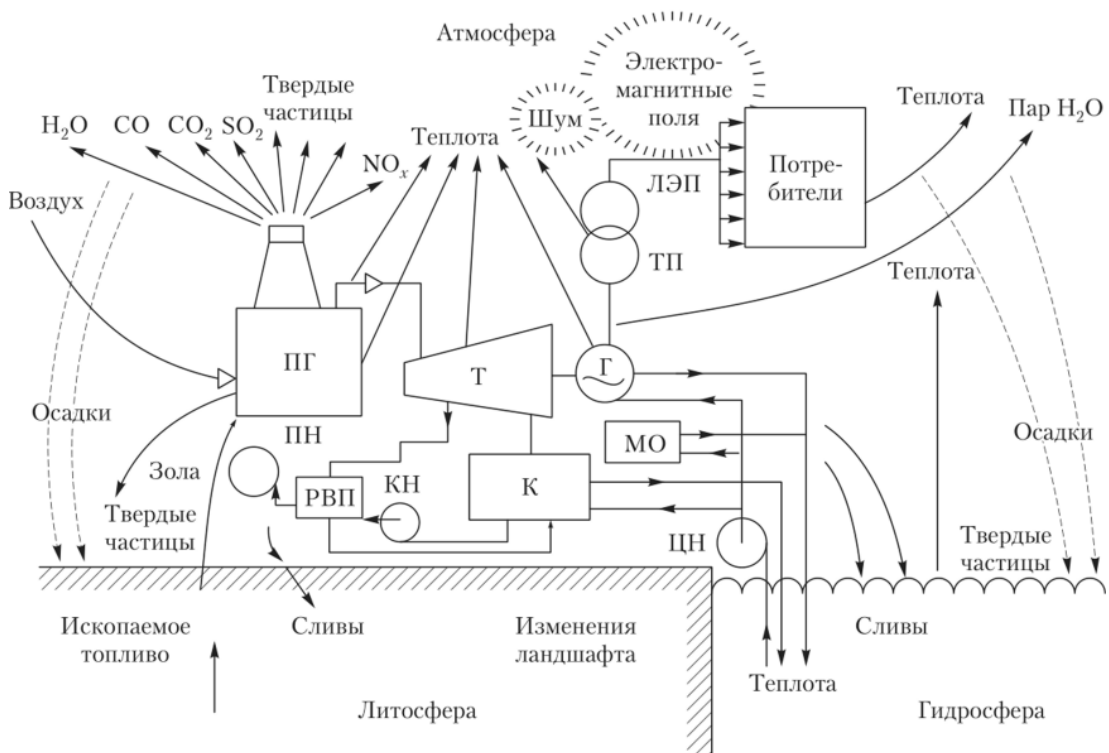 Атмосфера
Электро-
магнитные
поля
Шум
Твердые
частицы
H₂O
CO
CO₂
SO₂
NOₓ
Теплота
Теплота
Пар H₂O
Воздух
ЛЭП
Потре-
бители
ТП
Теплота
ПГ
Т
Г
Осадки
ПН
Зола
МО
Осадки
РВП
КН
К
Твердые
частицы
ЦН
Твердые
частицы
Ископаемое
топливо
Сливы
Изменения
ландшафта
Сливы
Теплота
Литосфера
Гидросфера